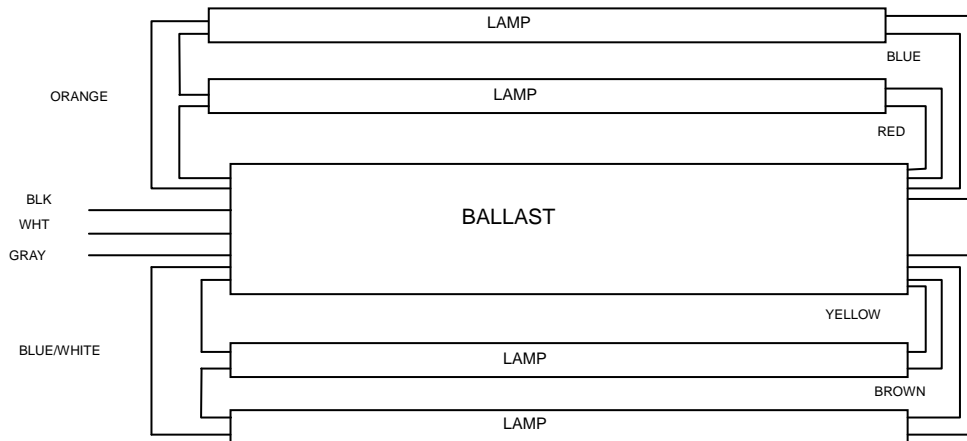 LAMP
BLUE
ORANGE
LAMP
RED
BLK
BALLAST
WHT
GRAY
YELLOW
BLUE/WHITE
LAMP
BROWN
LAMP